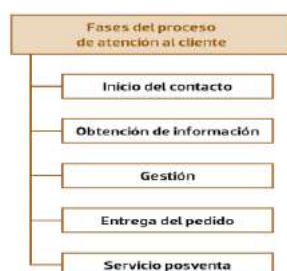 Fases del proceso
de atención al cliente
Inicio del contacto
Obtención de información
Gestión
Entrega del pedido
Servicio posventa